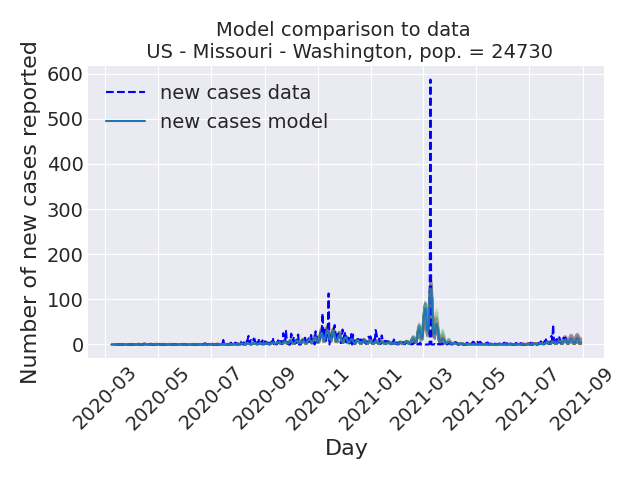 Model comparison to data
US - Missouri - Washington, pop. = 24730
Number of new cases reported
600
500
400
300
200
100
0
new cases data
new cases model
2020-03
2020-05
2020-07
2020-09
2020-11
2021-01
2021-03
2021-05
2021-07
2021-09
Day